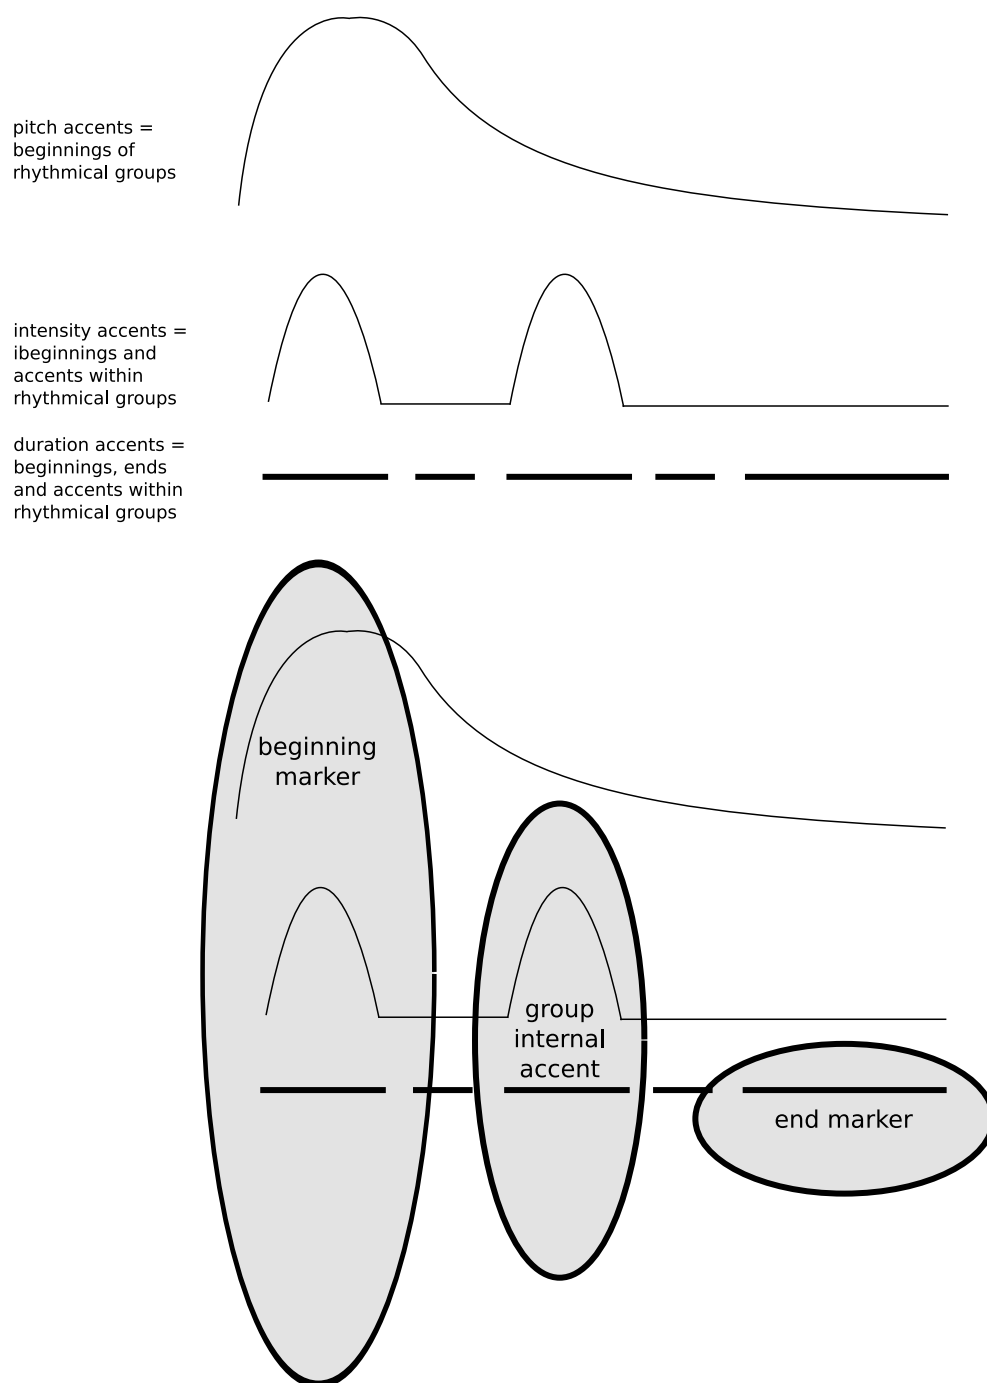 pitch accents =
beginnings of
rhythmical groups
intensity accents =
ibeginnings and
accents within
rhythmical groups
duration accents =
beginnings, ends
and accents within
rhythmical groups
beginning
marker
group
internal
accent
end marker